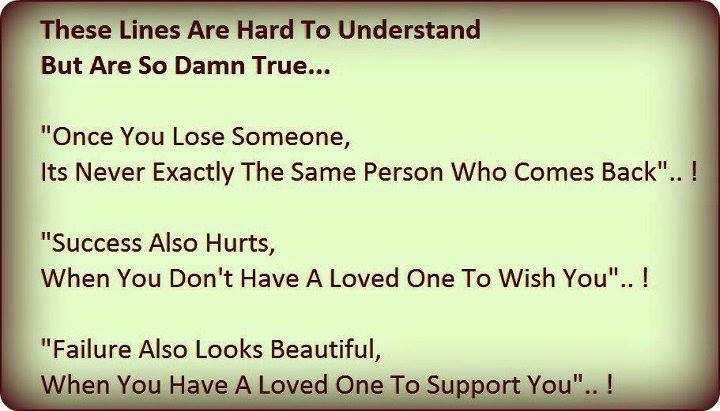 These Lines Are Hard To Understand
But Are So Damn True...
"Once You Lose Someone,
Its Never Exactly The Same Person Who Comes Back".. !
"Success Also Hurts,
When You Don't Have A Loved One To Wish You".. !
"Failure Also Looks Beautiful,
When You Have A Loved One To Support You".. !